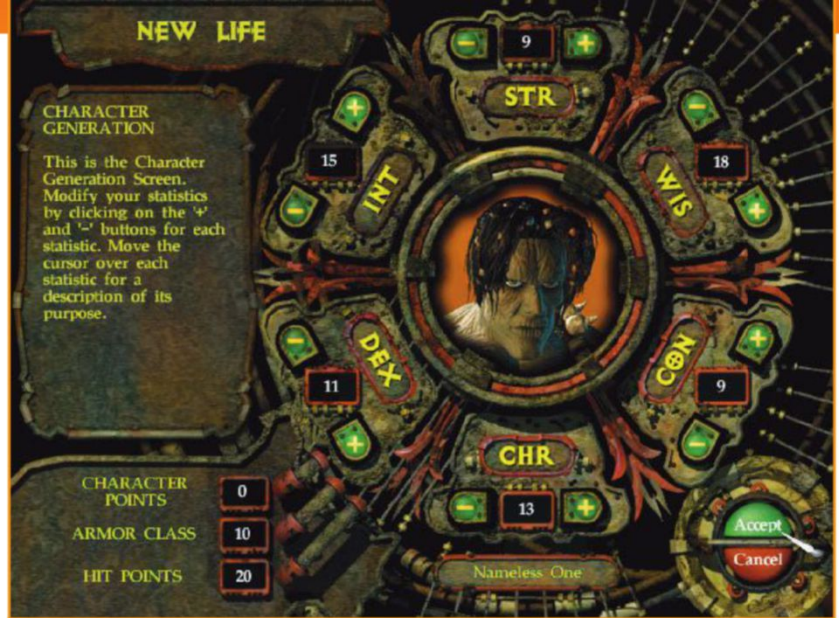 NEW LIFE
CHARACTER
GENERATION
This is the Character
Generation Screen.
Modify your statistics
by clicking on the '+'
and '-' buttons for each
statistic. Move the
cursor over each
statistic for a
description of its
purpose.
- 9 +
STR
+
15
INT
-
-
18
WIS
+
-
11
DEX
+
+
9
CON
-
CHR
- 13 +
CHARACTER
POINTS
0
ARMOR CLASS 10
HIT POINTS 20
Nameless One
Accept
Cancel